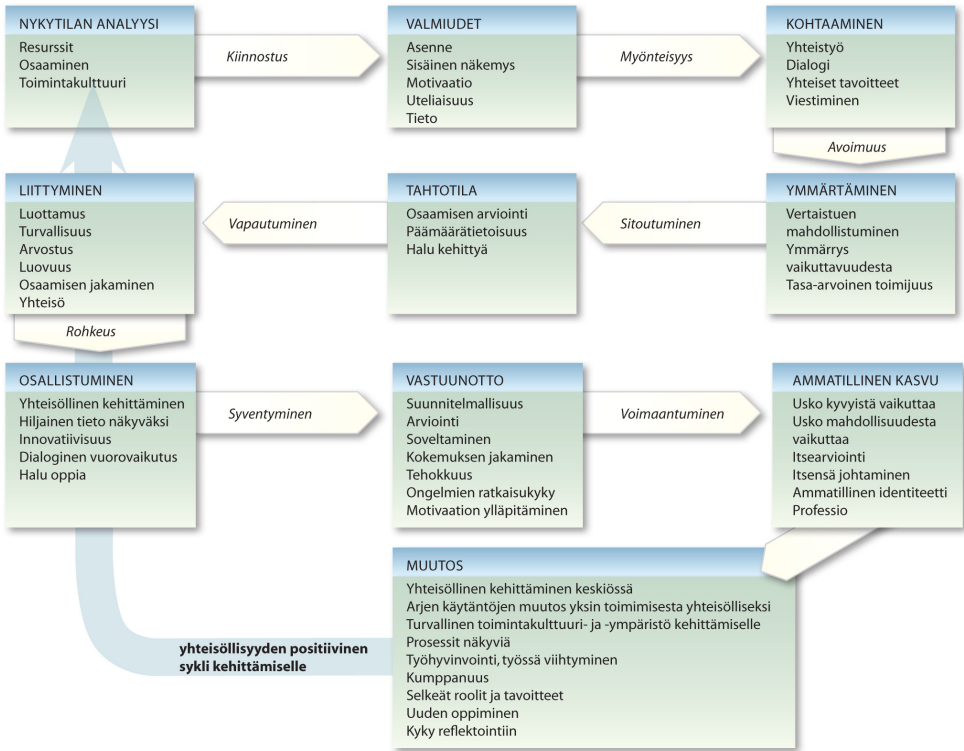 NYKYTILAN ANALYYSI
Resurssit
Osaaminen
Toimintakulttuuri
Kiinnostus
VALMIUDET
Asenne
Sisäinen näkemys
Motivaatio
Uteliaisuus
Tieto
Myönteisyys
KOHTAAMINEN
Yhteistyö
Dialogi
Yhteiset tavoitteet
Viestiminen
Avoimuus
YMMÄRTÄMINEN
Vertaistuen
mahdollistuminen
Ymmärrys
vaikuttavuudesta
Tasa-arvoinen toimijuus
Sitoutuminen
TAHTOTILA
Osaamisen arviointi
Päämäärätietoisuus
Halu kehittyä
Vapautuminen
LIITTYMINEN
Luottamus
Turvallisuus
Arvostus
Luovuus
Osaamisen jakaminen
Yhteisö
Rohkeus
OSALLISTUMINEN
Yhteisöllinen kehittäminen
Hiljainen tieto näkyväksi
Innovatiivisuus
Dialoginen vuorovaikutus
Halu oppia
Syventyminen
VASTUUNOTTO
Suunnitelmallisuus
Arviointi
Soveltaminen
Kokemuksen jakaminen
Tehokkuus
Ongelmien ratkaisukyky
Motivaation ylläpitäminen
Voimaantuminen
AMMATILLINEN KASVU
Usko kyvyistä vaikuttaa
Usko mahdollisuudesta
vaikuttaa
Itsearviointi
Itsensä johtaminen
Ammatillinen identiteetti
Professio
MUUTOS
Yhteisöllinen kehittäminen keskiössä
Arjen käytäntöjen muutos yksin toimimisesta yhteisölliseksi
Turvallinen toimintakulttuuri- ja -ympäristö kehittämiselle
Prosessit näkyviä
Työhyvinvointi, työssä viihtyminen
Kumppanuus
Selkeät roolit ja tavoitteet
Uuden oppiminen
Kyky reflektointiin
yhteisöllisyyden positiivinen
sykli kehittämiselle